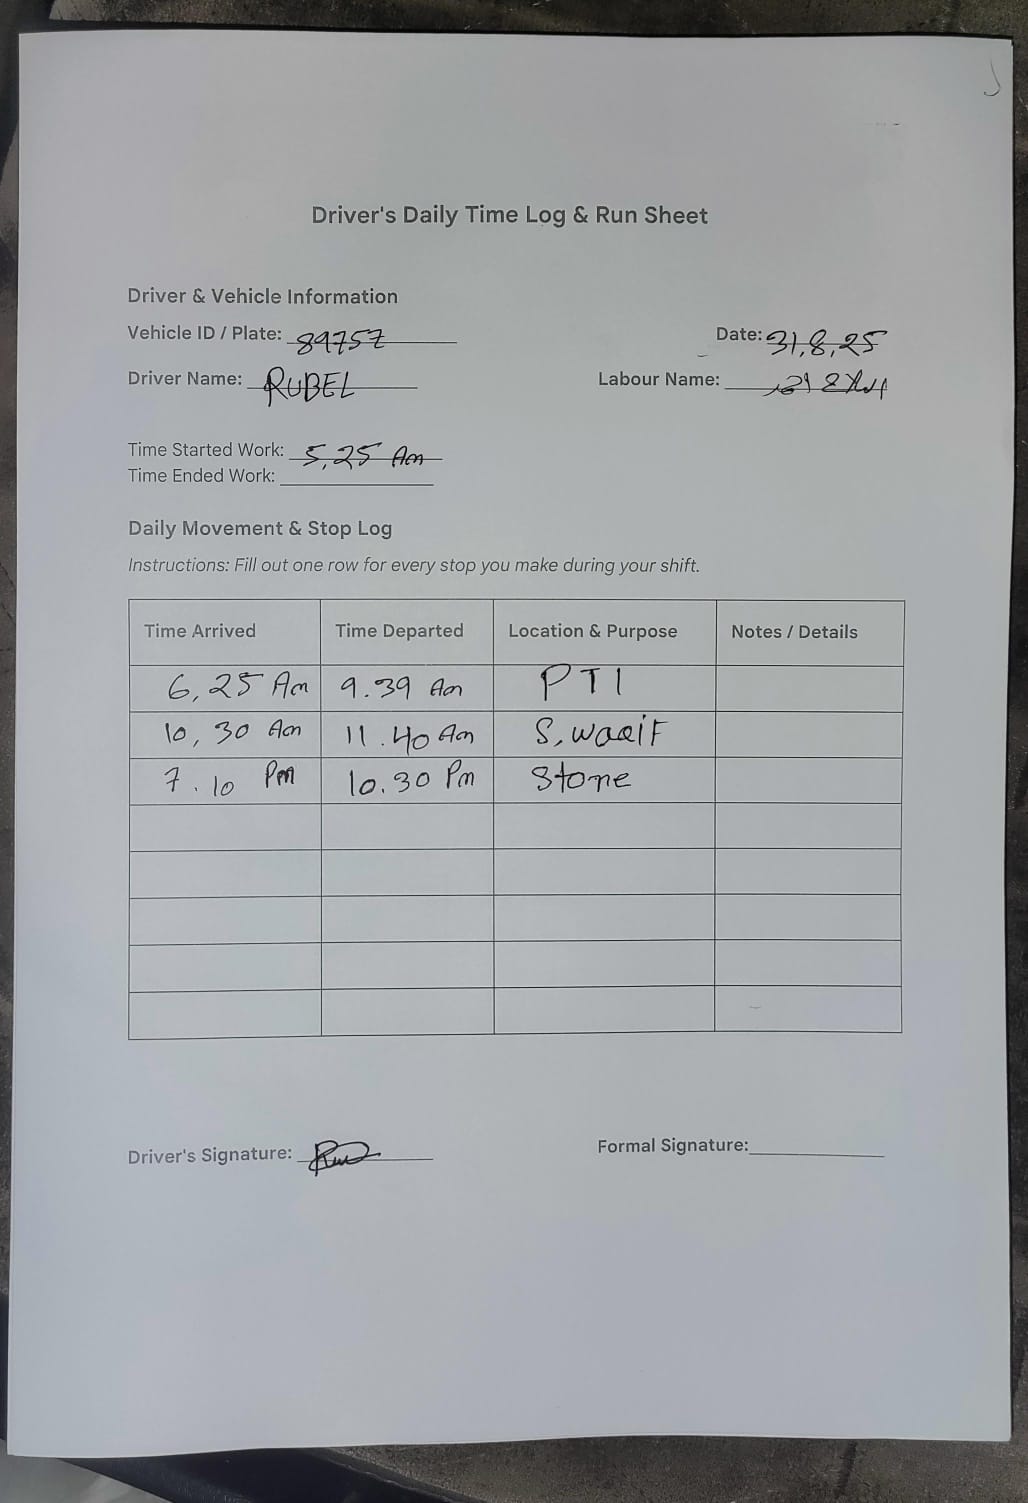 Driver's Daily Time Log & Run Sheet
Driver & Vehicle Information
Vehicle ID / Plate: 89757
Date: 31,8,25
Driver Name: RUBEL
Labour Name:
Time Started Work: 5,25 Am
Time Ended Work:
Daily Movement & Stop Log
Instructions: Fill out one row for every stop you make during your shift.
Time Arrived Time Departed Location & Purpose Notes / Details
6,25 Am 9.39 Am PTI
10,30 Am 11.40 Am S,waqif
7.10 Pm 10.30 Pm Store
Driver's Signature:
Formal Signature: